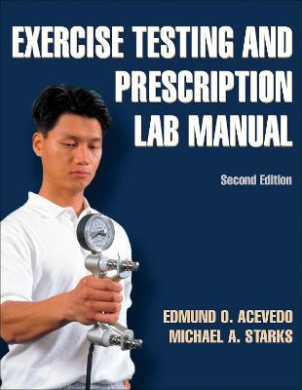 EXERCISE TESTING AND
PRESCRIPTION
LAB MANUAL
Second Edition
EDMUND O. ACEVEDO
MICHAEL A. STARKS